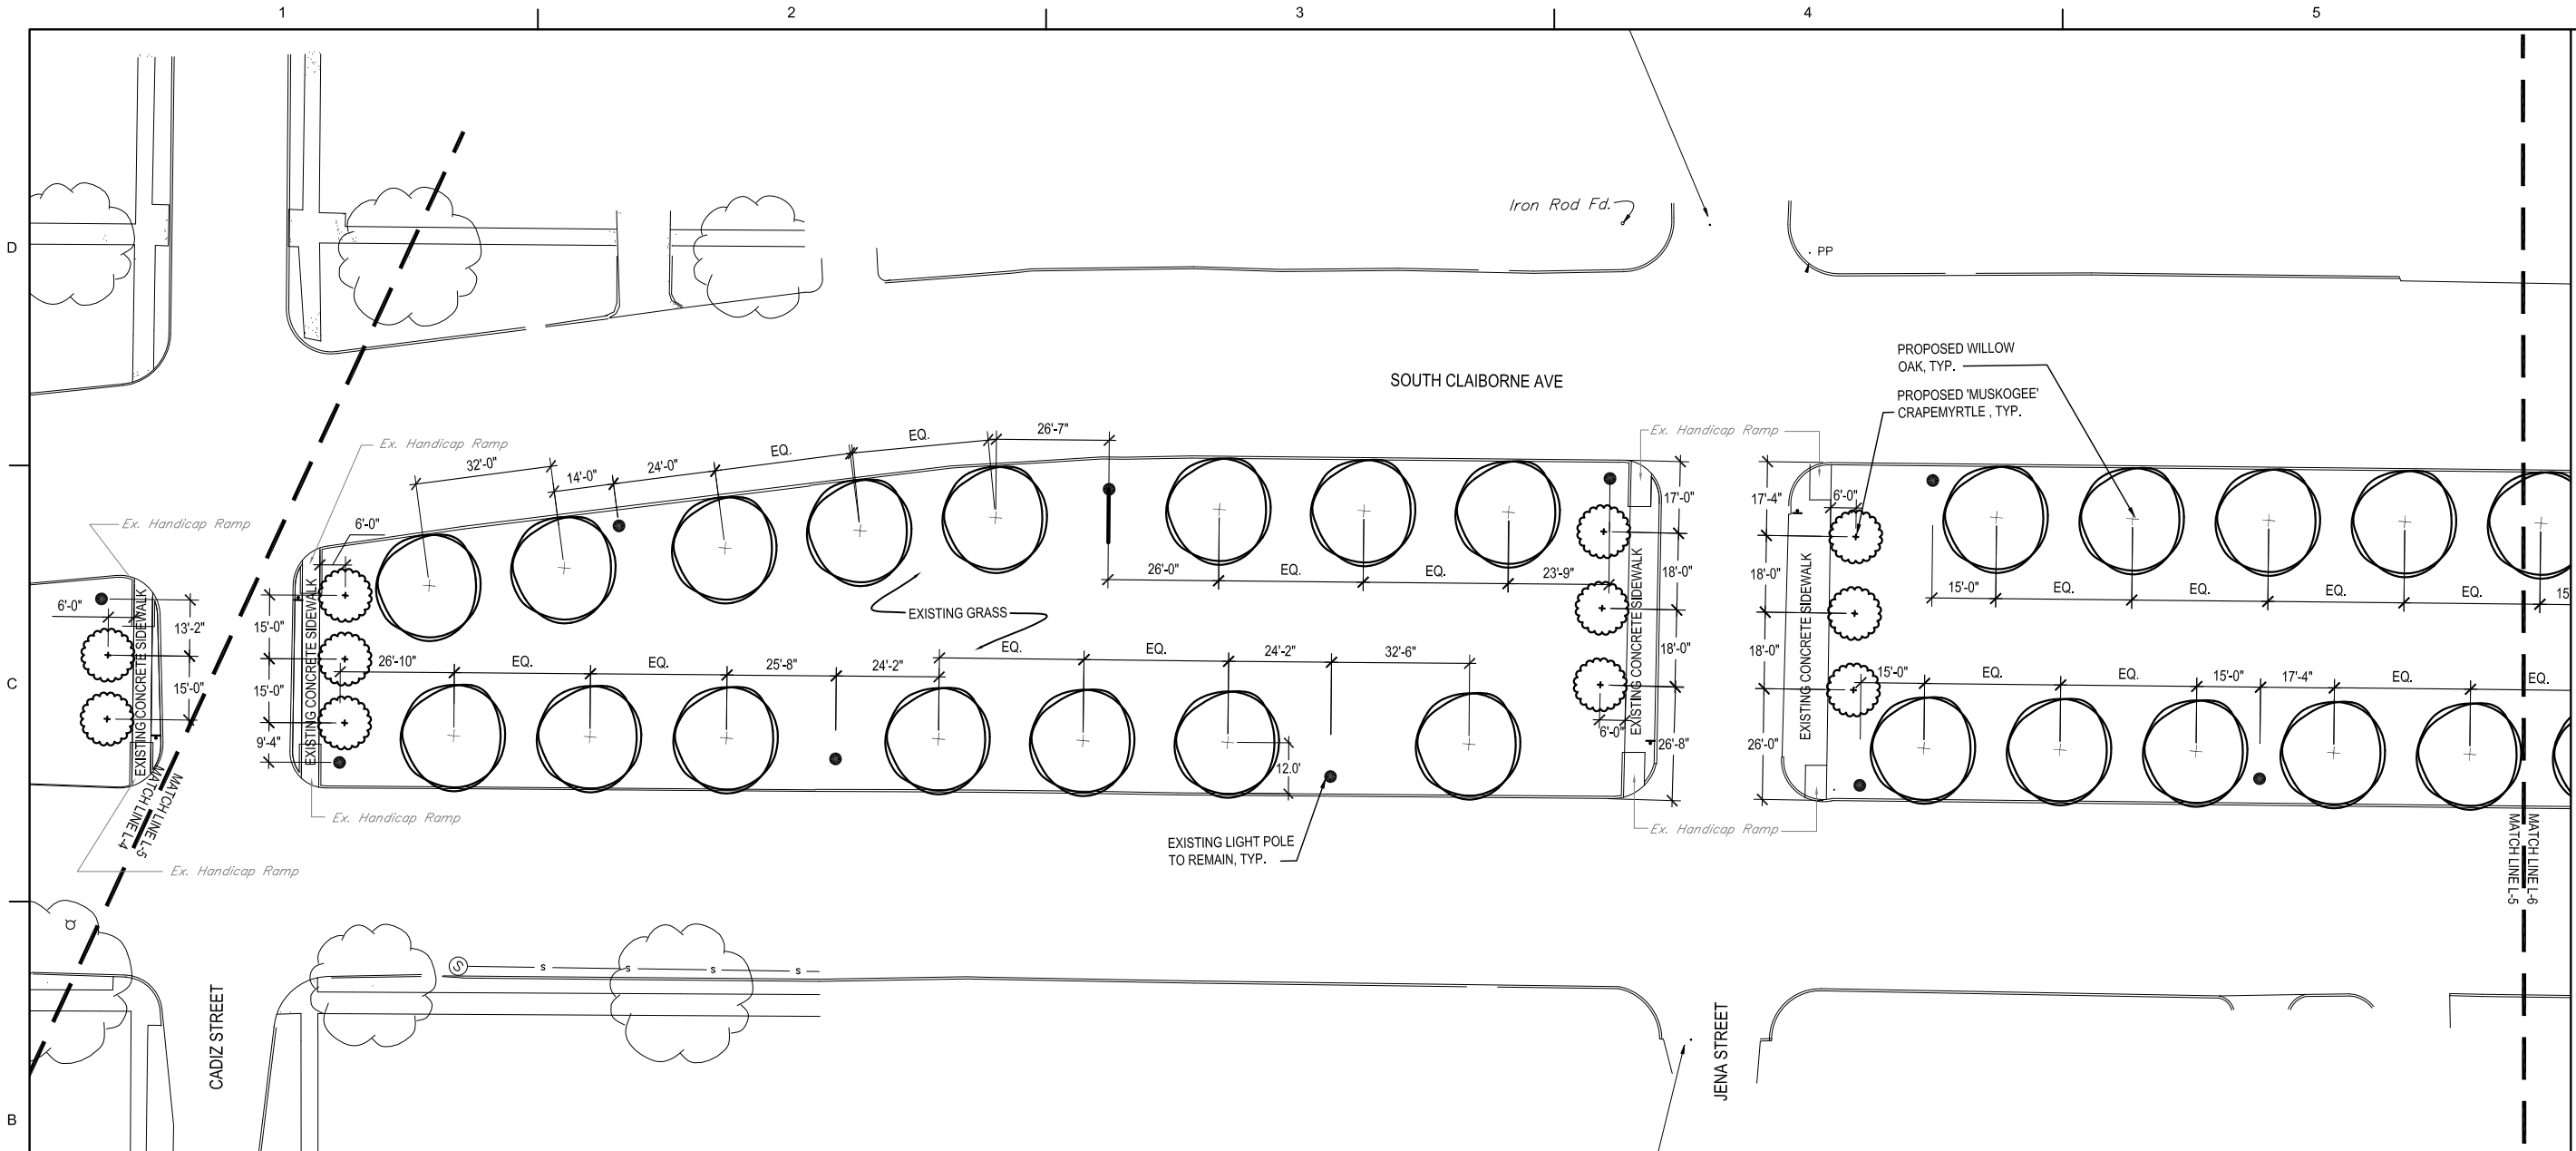 1
2
3
4
5
D
C
B
Iron Rod Fd.
PP
SOUTH CLAIBORNE AVE
PROPOSED WILLOW
OAK, TYP.
PROPOSED 'MUSKOGEE'
CRAPEMYRTLE , TYP.
Ex. Handicap Ramp
Ex. Handicap Ramp
Ex. Handicap Ramp
32'-0"
14'-0"
24'-0"
EQ.
EQ.
26'-7"
6'-0"
6'-0"
13'-2"
15'-0"
EXISTING CONCRETE SIDEWALK
15'-0"
15'-0"
9'-4"
EXISTING CONCRETE SIDEWALK
EXISTING GRASS
26'-0"
EQ.
EQ.
23'-9"
26'-10"
EQ.
EQ.
25'-8"
24'-2"
EQ.
EQ.
24'-2"
32'-6"
12.0'
17'-0"
18'-0"
18'-0"
26'-8"
6'-0"
EXISTING CONCRETE SIDEWALK
17'-4"
18'-0"
18'-0"
26'-0"
6'-0"
EXISTING CONCRETE SIDEWALK
15'-0"
EQ.
EQ.
EQ.
EQ.
15
15'-0"
EQ.
EQ.
15'-0"
17'-4"
EQ.
EQ.
EXISTING LIGHT POLE
TO REMAIN, TYP.
Ex. Handicap Ramp
Ex. Handicap Ramp
Ex. Handicap Ramp
MATCH LINE L-5
MATCH LINE L-4
MATCH LINE L-6
MATCH LINE L-5
S
s
s
s
s
CADIZ STREET
JENA STREET